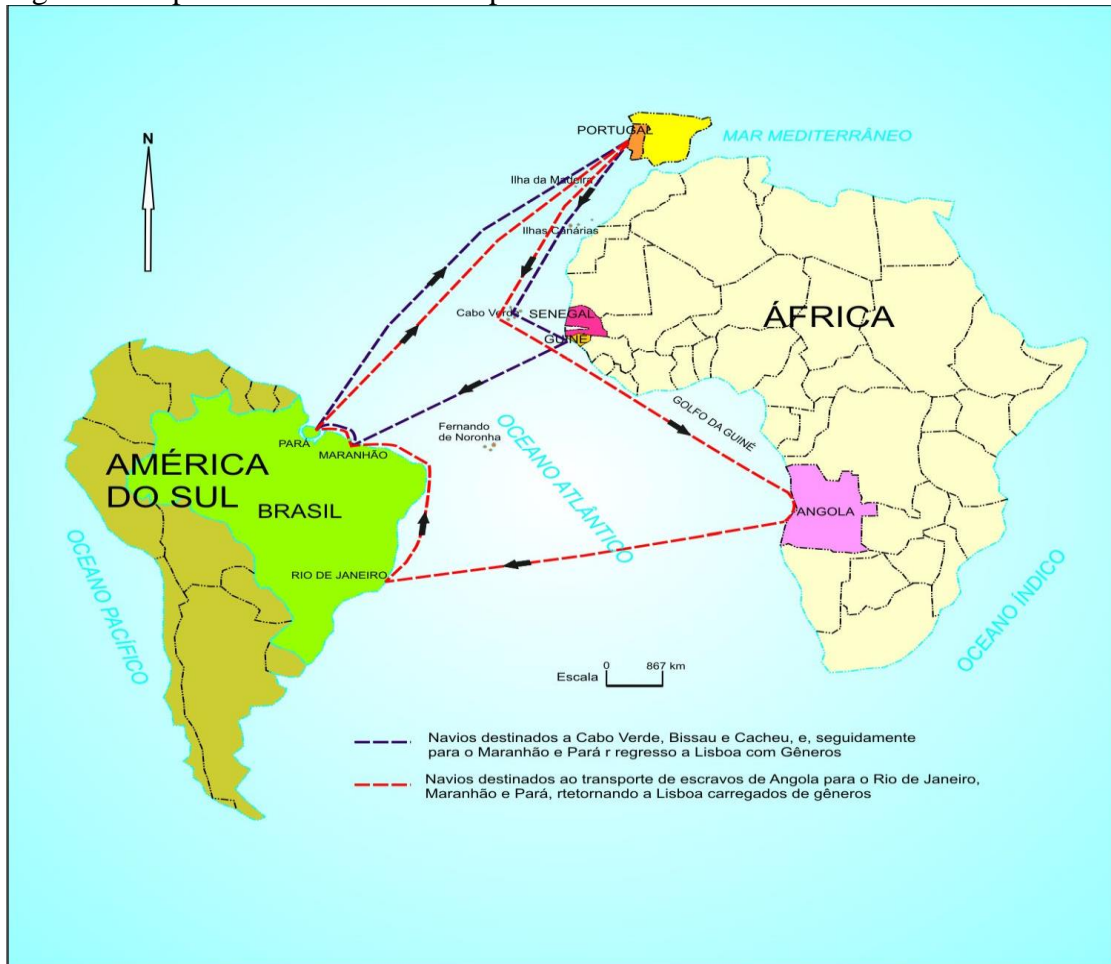 N
PORTUGAL
MAR MEDITERRÂNEO
Ilha da Madeira
Ilhas Canárias
Cabo Verde
SENEGAL
GUINÉ
ÁFRICA
GOLFO DA GUINÉ
Fernando
de Noronha
OCEANO ATLÂNTICO
PARÁ
MARANHÃO
AMÉRICA
DO SUL
BRASIL
ANGOLA
RIO DE JANEIRO
OCEANO PACÍFICO
OCEANO ÍNDICO
Escala
0 867 km
Navios destinados a Cabo Verde, Bissau e Cacheu, e, seguidamente
para o Maranhão e Pará r regresso a Lisboa com Gêneros
Navios destinados ao transporte de escravos de Angola para o Rio de Janeiro,
Maranhão e Pará, rtetornando a Lisboa carregados de gêneros